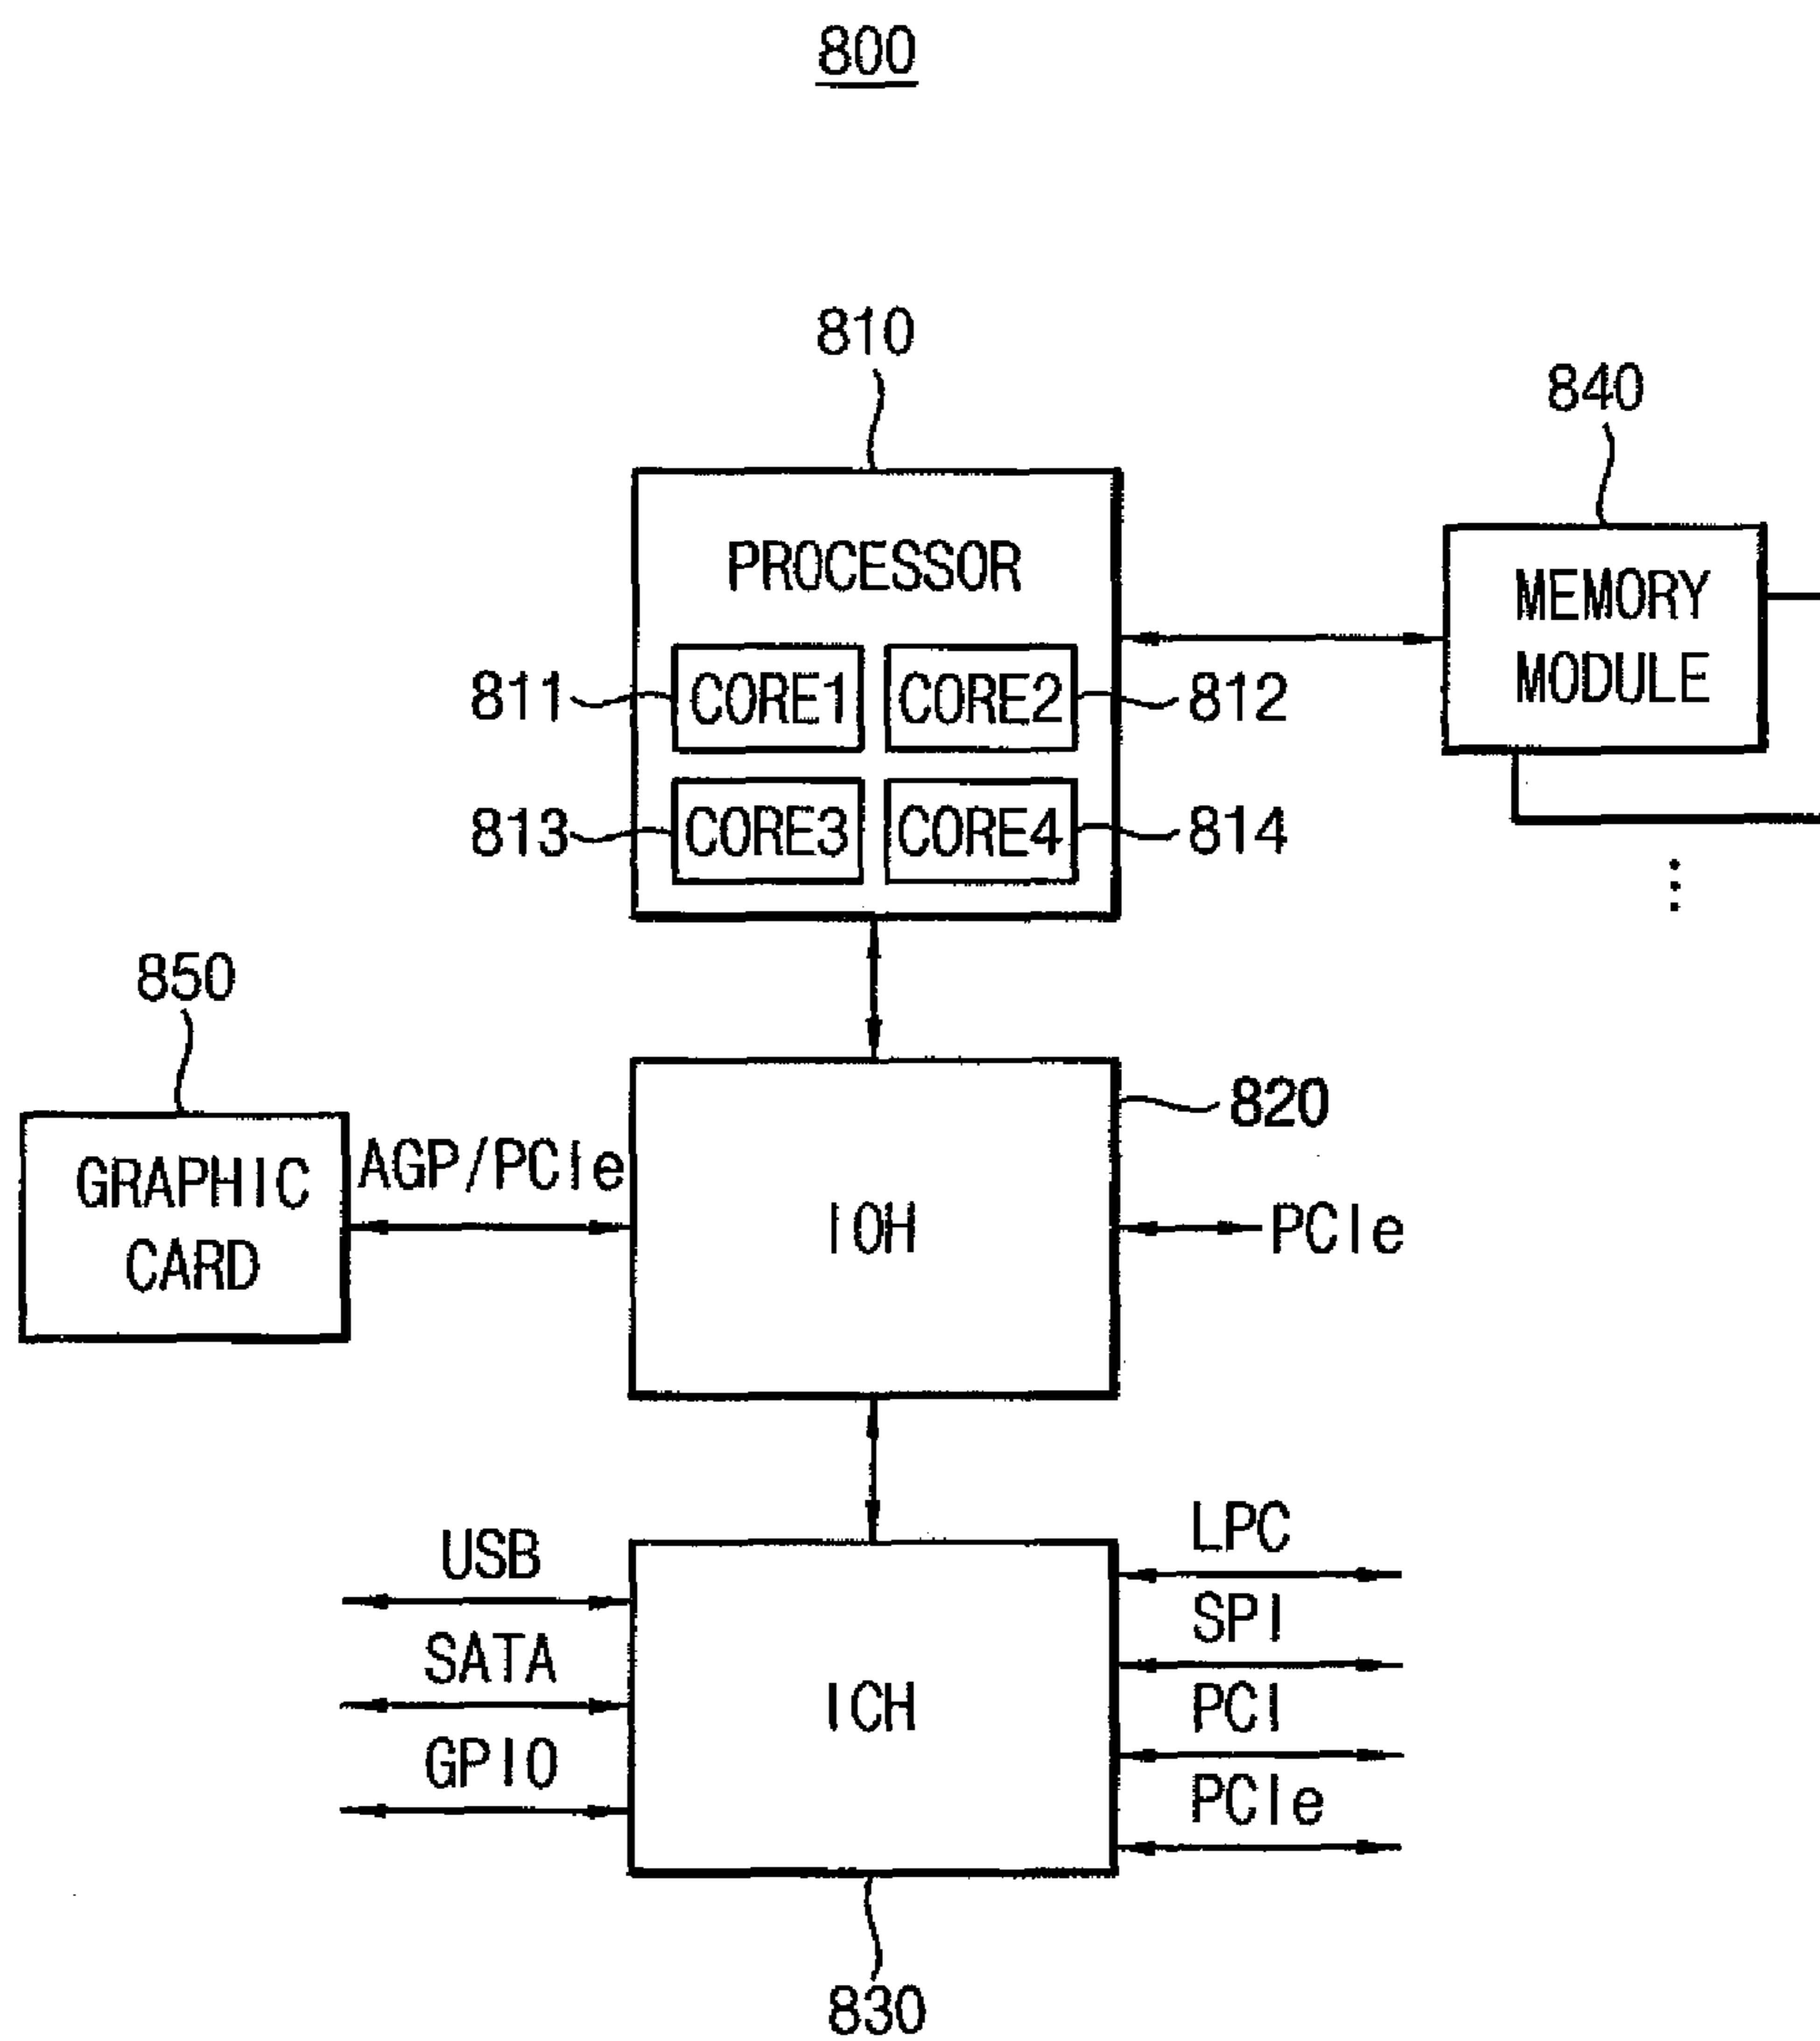 800
810
840
PROCESSOR
MEMORY
MODULE
811
CORE1
CORE2
812
813
CORE3
CORE4
814
850
820
GRAPHIC
CARD
AGP/PCIe
IOH
PCIe
USB
SATA
GPIO
ICH
LPC
SPI
PCI
PCIe
830